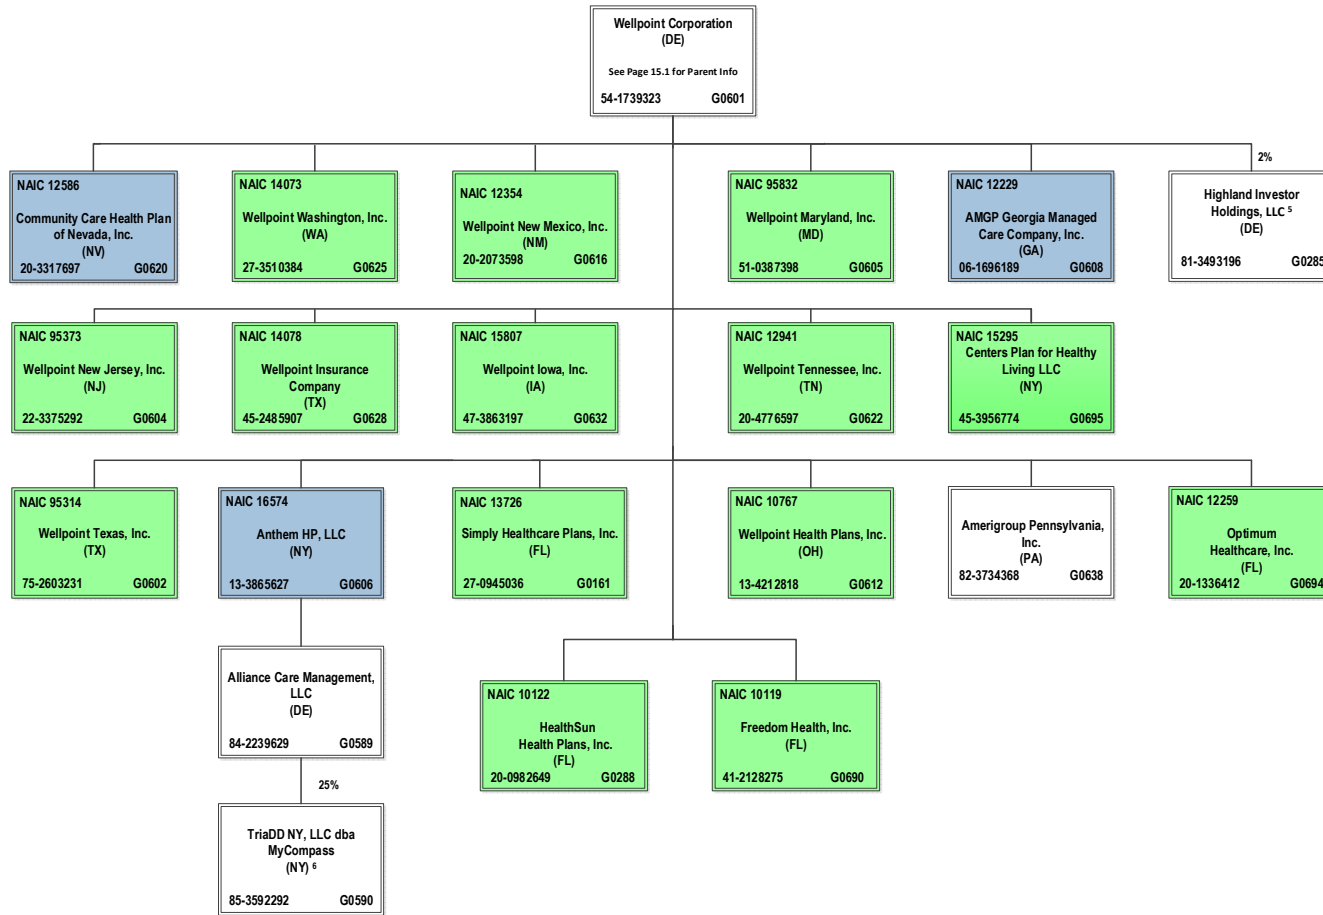 Wellpoint Corporation
(DE)
See Page 15.1 for Parent Info
54-1739323 G0601
2%
NAIC 12586
Community Care Health Plan
of Nevada, Inc.
(NV)
20-3317697 G0620
NAIC 14073
Wellpoint Washington, Inc.
(WA)
27-3510384 G0625
NAIC 12354
Wellpoint New Mexico, Inc.
(NM)
20-2073598 G0616
NAIC 95832
Wellpoint Maryland, Inc.
(MD)
51-0387398 G0605
NAIC 12229
AMGP Georgia Managed
Care Company, Inc.
(GA)
06-1696189 G0608
Highland Investor
Holdings, LLC 5
(DE)
81-3493196 G0285
NAIC 95373
Wellpoint New Jersey, Inc.
(NJ)
22-3375292 G0604
NAIC 14078
Wellpoint Insurance
Company
(TX)
45-2485907 G0628
NAIC 15807
Wellpoint Iowa, Inc.
(IA)
47-3863197 G0632
NAIC 12941
Wellpoint Tennessee, Inc.
(TN)
20-4776597 G0622
NAIC 15295
Centers Plan for Healthy
Living LLC
(NY)
45-3956774 G0695
NAIC 95314
Wellpoint Texas, Inc.
(TX)
75-2603231 G0602
NAIC 16574
Anthem HP, LLC
(NY)
13-3865627 G0606
NAIC 13726
Simply Healthcare Plans, Inc.
(FL)
27-0945036 G0161
NAIC 10767
Wellpoint Health Plans, Inc.
(OH)
13-4212818 G0612
Amerigroup Pennsylvania,
Inc.
(PA)
82-3734368 G0638
NAIC 12259
Optimum
Healthcare, Inc.
(FL)
20-1336412 G0694
Alliance Care Management,
LLC
(DE)
84-2239629 G0589
NAIC 10122
HealthSun
Health Plans, Inc.
(FL)
20-0982649 G0288
NAIC 10119
Freedom Health, Inc.
(FL)
41-2128275 G0690
25%
TriaDD NY, LLC dba
MyCompass
(NY) 6
85-3592292 G0590